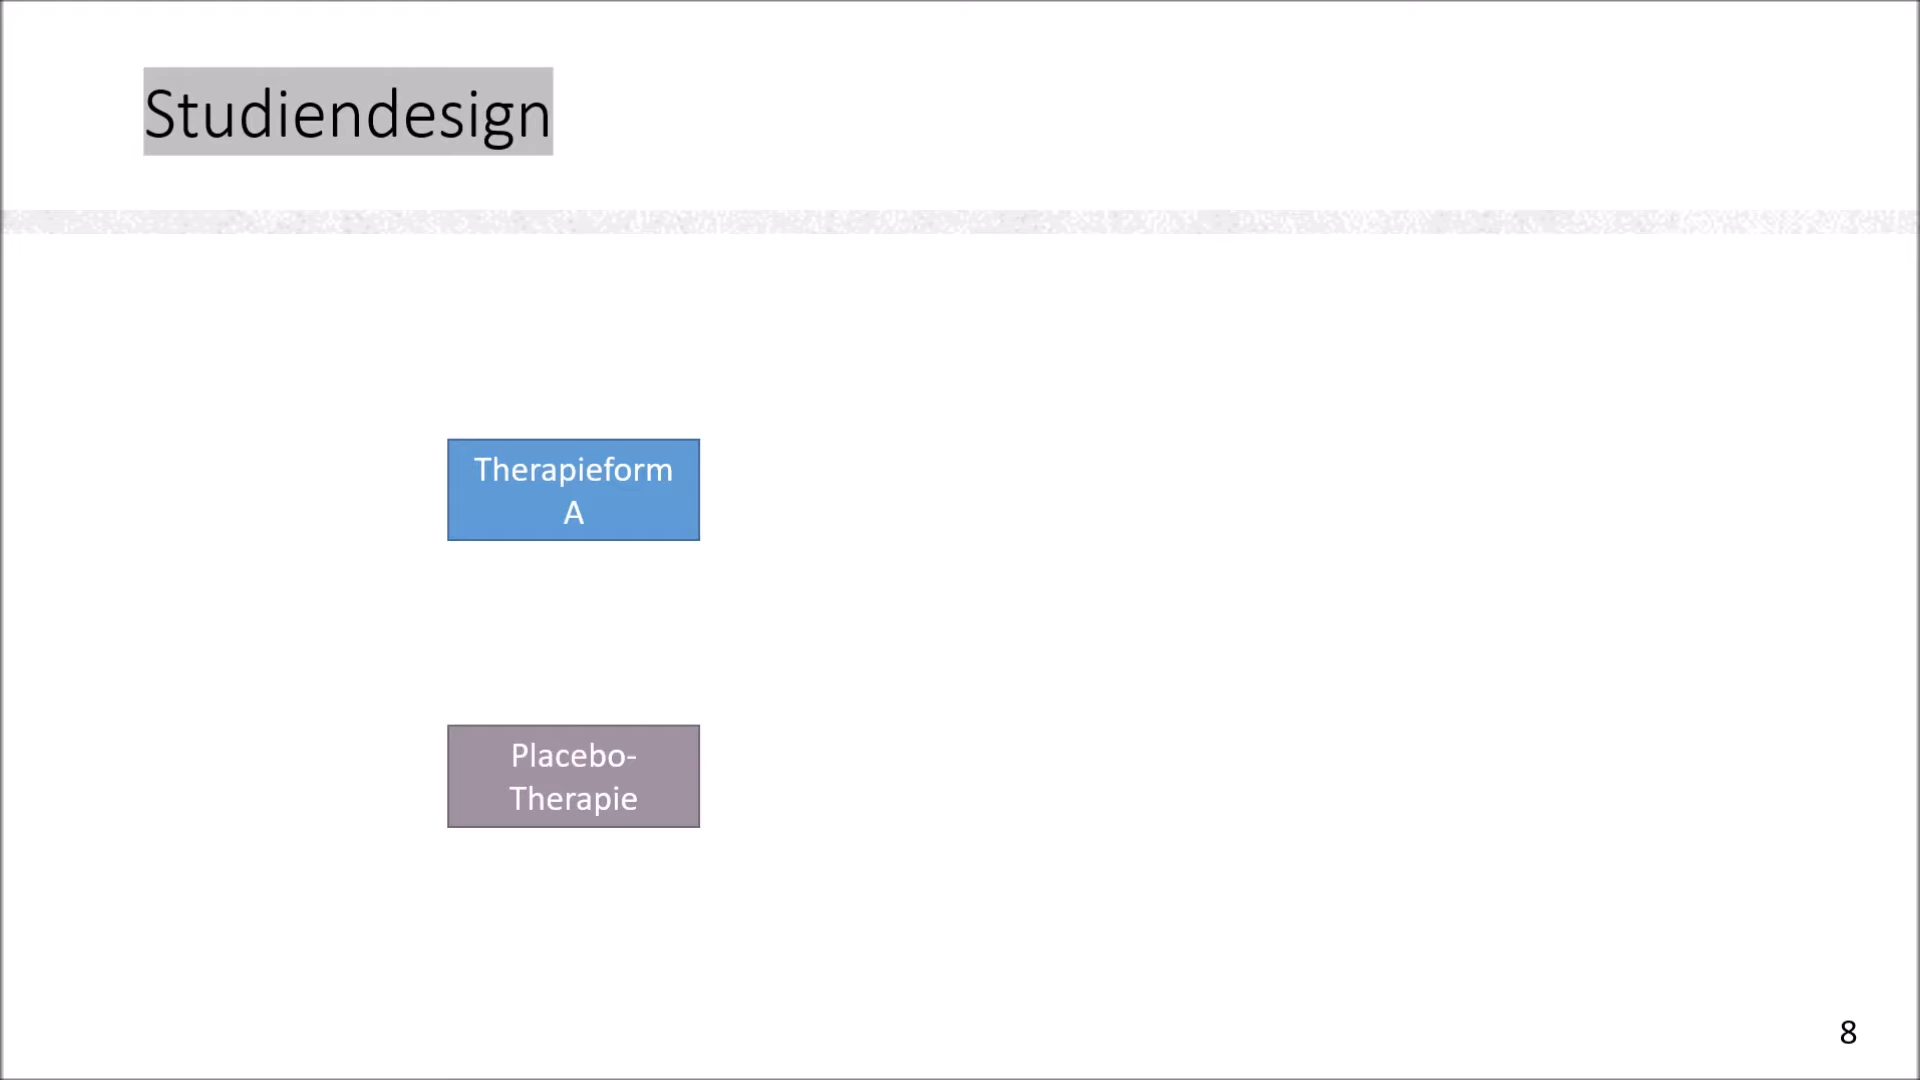 Studiendesign
Therapieform
A
Placebo-
Therapie
8